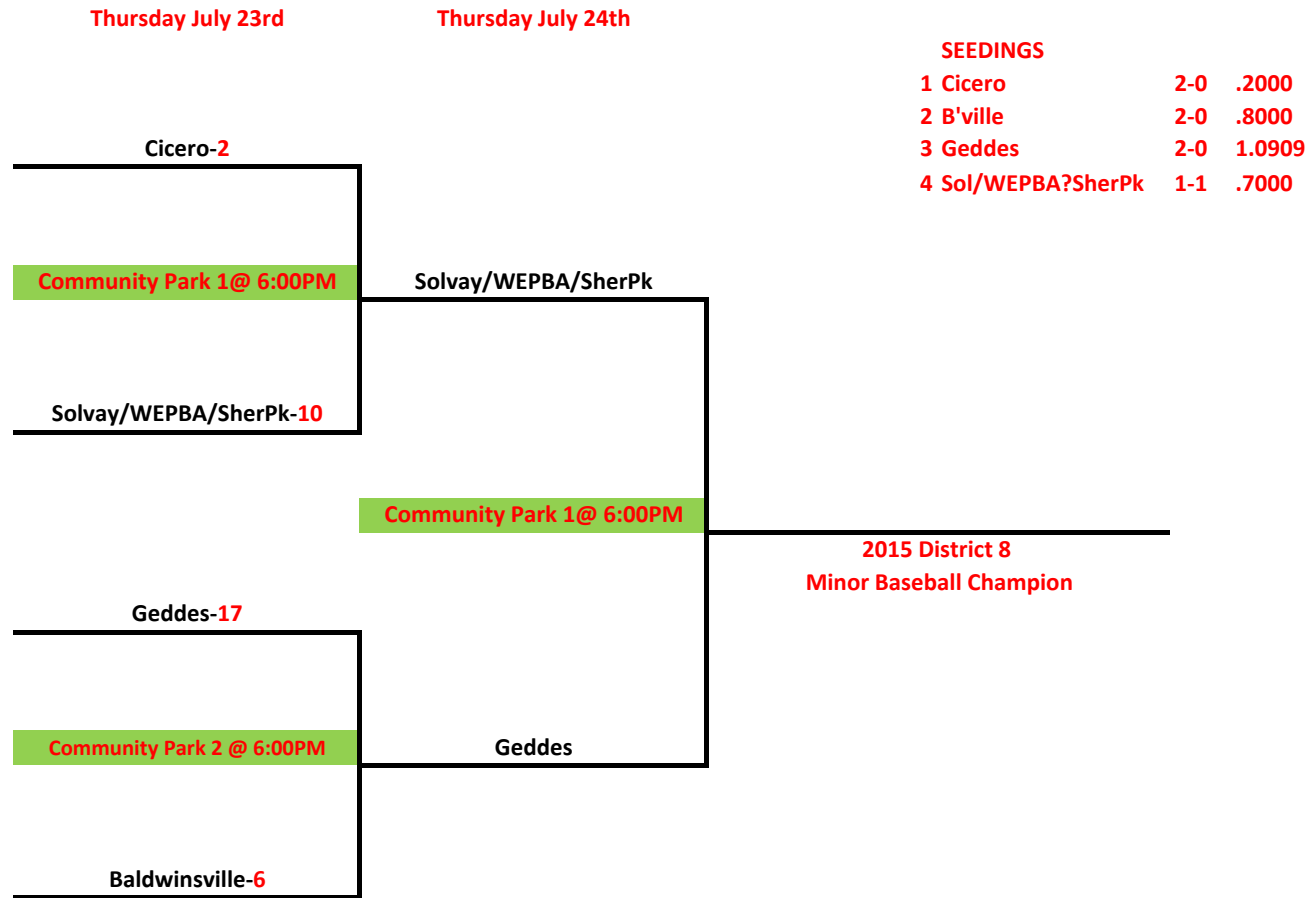 Thursday July 23rd
Thursday July 24th
SEEDINGS
1 Cicero 2-0 .2000
2 B'ville 2-0 .8000
3 Geddes 2-0 1.0909
4 Sol/WEPBA?SherPk 1-1 .7000
Cicero-2
Community Park 1@ 6:00PM
Solvay/WEPBA/SherPk
Solvay/WEPBA/SherPk-10
Community Park 1@ 6:00PM
2015 District 8
Minor Baseball Champion
Geddes-17
Community Park 2 @ 6:00PM
Geddes
Baldwinsville-6